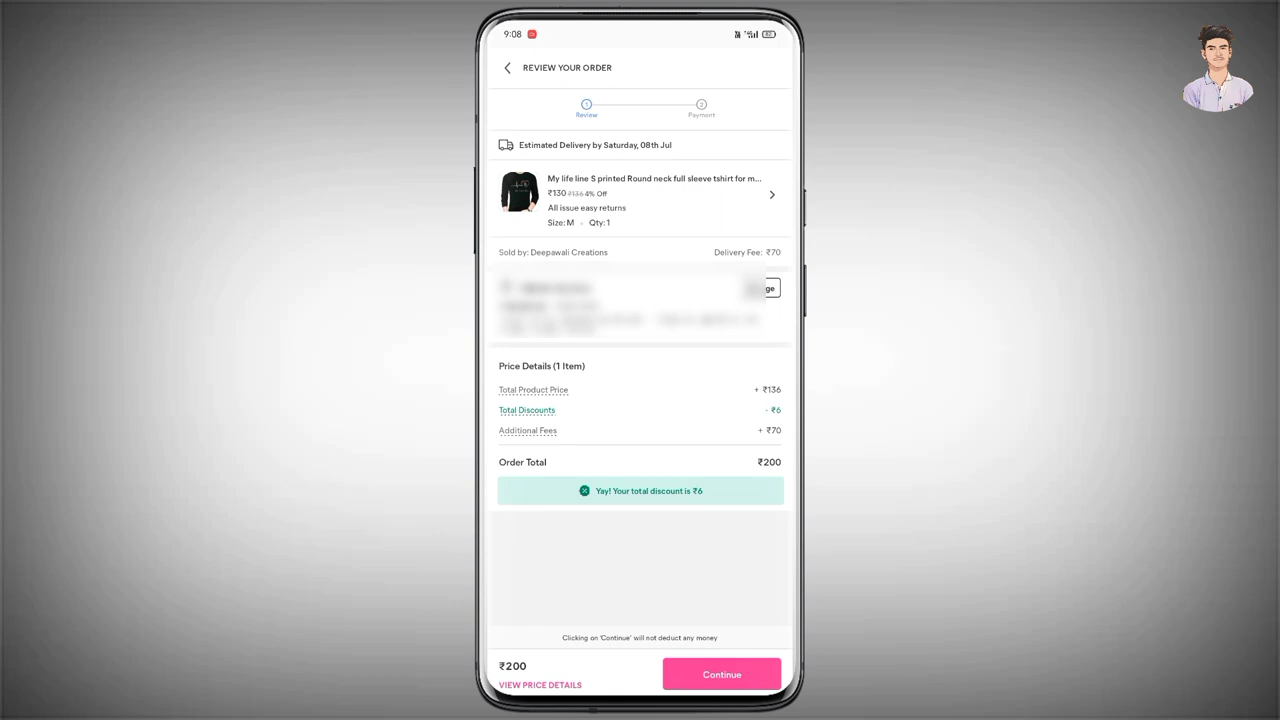 9:08
REVIEW YOUR ORDER
1
2
Review
Payment
Estimated Delivery by Saturday, 08th Jul
My life line S printed Round neck full sleeve tshirt for m...
₹130 ₹136 4% Off
All issue easy returns
Size: M • Qty: 1
Sold by: Deepawali Creations
Delivery Fee: ₹70
ge
Price Details (1 Item)
Total Product Price + ₹136
Total Discounts - ₹6
Additional Fees + ₹70
Order Total ₹200
Yay! Your total discount is ₹6
Clicking on 'Continue' will not deduct any money
₹200
VIEW PRICE DETAILS
Continue